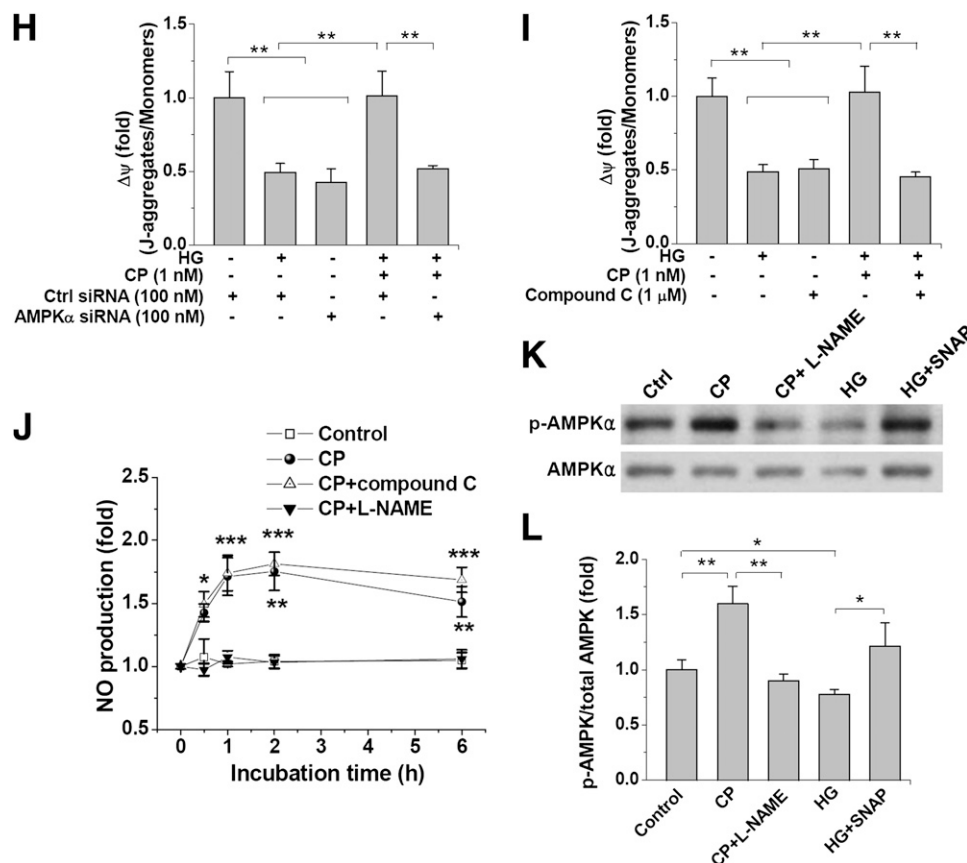 H
1.5
1.0
0.5
0.0
Δψ (fold)
(J-aggregates/Monomers)
** ** **
HG - + - + +
CP (1 nM) - - - + +
Ctrl siRNA (100 nM) + + - + -
AMPKα siRNA (100 nM) - - + - +
I
1.5
1.0
0.5
0.0
Δψ (fold)
(J-aggregates/Monomers)
** ** **
HG - + - + +
CP (1 nM) - - - + +
Compound C (1 μM) - - + - +
J
Control
CP
CP+compound C
CP+L-NAME
2.5
2.0
1.5
1.0
0.5
NO production (fold)
* *** *** ***
** **
0 1 2 3 4 5 6
Incubation time (h)
K
Ctrl CP CP+ L-NAME HG HG+SNAP
p-AMPKα
AMPKα
L
2.0
1.5
1.0
0.5
0.0
p-AMPK/total AMPK (fold)
*
** ** *
Control CP CP+L-NAME HG HG+SNAP